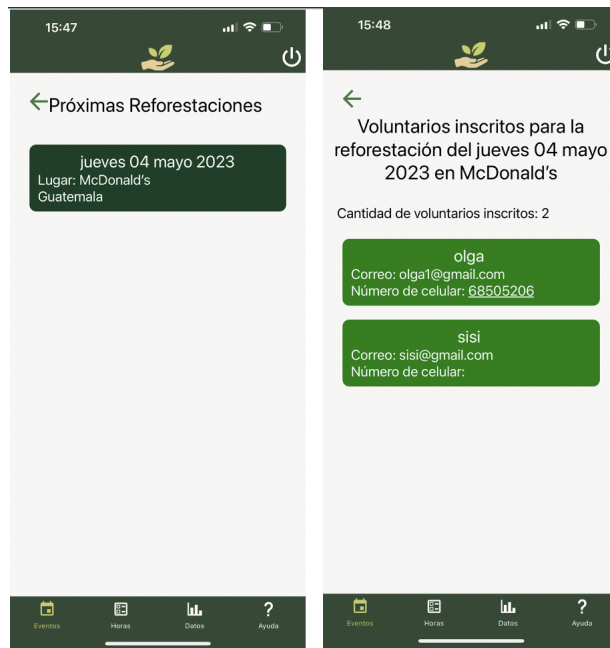 15:47
Próximas Reforestaciones
jueves 04 mayo 2023
Lugar: McDonald's
Guatemala
Eventos
Horas
Datos
?
Ayuda
15:48
Voluntarios inscritos para la
reforestación del jueves 04 mayo
2023 en McDonald's
Cantidad de voluntarios inscritos: 2
olga
Correo: olga1@gmail.com
Número de celular: 68505206
sisi
Correo: sisi@gmail.com
Número de celular:
Eventos
Horas
Datos
?
Ayuda